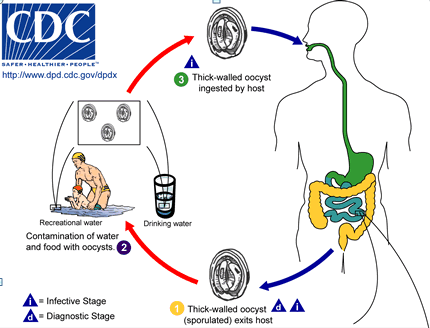 CDC
SAFER • HEALTHIER • PEOPLE™
http://www.dpd.cdc.gov/dpdx
i
3 Thick-walled oocyst
ingested by host
Recreational water
Drinking water
Contamination of water
and food with oocysts. 2
1 Thick-walled oocyst d i
(sporulated) exits host
i = Infective Stage
d = Diagnostic Stage